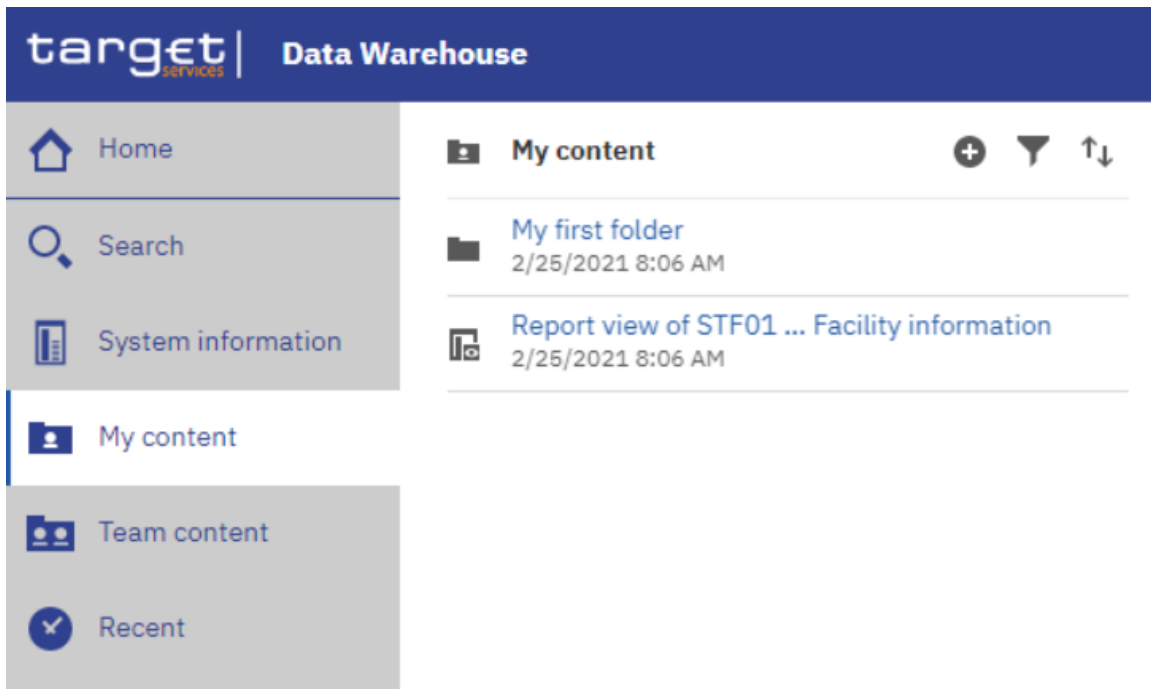 target services | Data Warehouse
Home
Search
System information
My content
Team content
Recent
My content
My first folder
2/25/2021 8:06 AM
Report view of STF01 ... Facility information
2/25/2021 8:06 AM